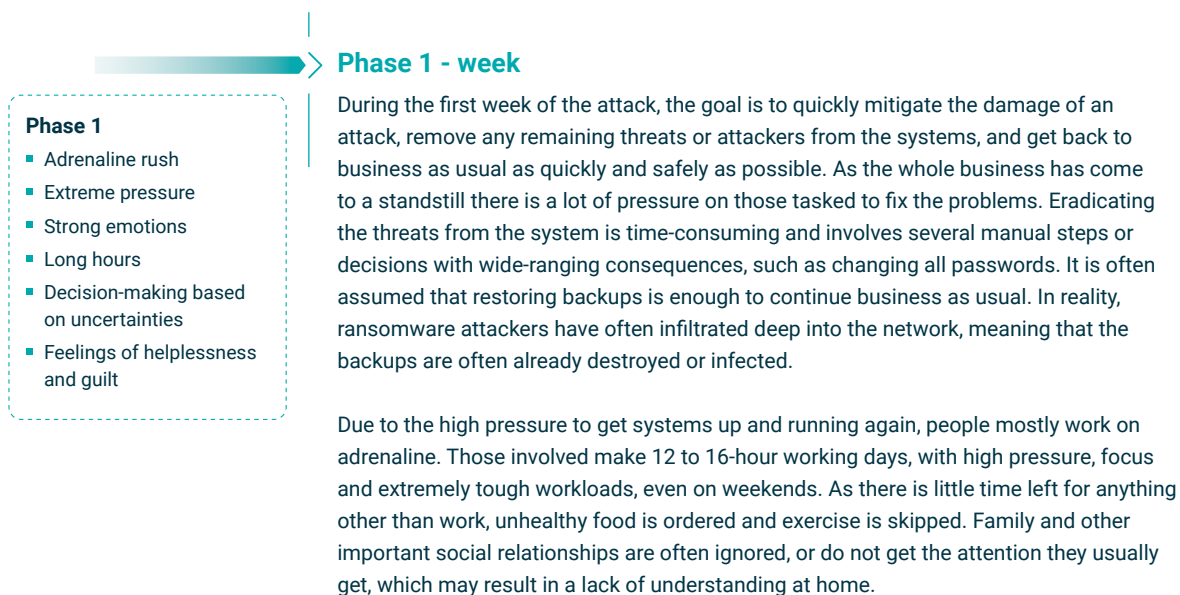 Phase 1 - week
Phase 1
Adrenaline rush
Extreme pressure
Strong emotions
Long hours
Decision-making based
on uncertainties
Feelings of helplessness
and guilt
During the first week of the attack, the goal is to quickly mitigate the damage of an
attack, remove any remaining threats or attackers from the systems, and get back to
business as usual as quickly and safely as possible. As the whole business has come
to a standstill there is a lot of pressure on those tasked to fix the problems. Eradicating
the threats from the system is time-consuming and involves several manual steps or
decisions with wide-ranging consequences, such as changing all passwords. It is often
assumed that restoring backups is enough to continue business as usual. In reality,
ransomware attackers have often infiltrated deep into the network, meaning that the
backups are often already destroyed or infected.
Due to the high pressure to get systems up and running again, people mostly work on
adrenaline. Those involved make 12 to 16-hour working days, with high pressure, focus
and extremely tough workloads, even on weekends. As there is little time left for anything
other than work, unhealthy food is ordered and exercise is skipped. Family and other
important social relationships are often ignored, or do not get the attention they usually
get, which may result in a lack of understanding at home.